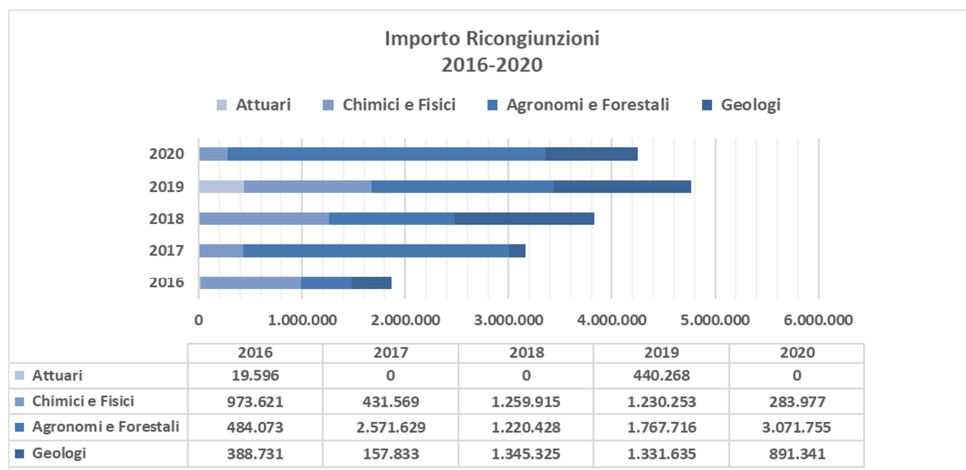 Importo Ricongiunzioni
2016-2020
Attuari Chimici e Fisici Agronomi e Forestali Geologi
2020
2019
2018
2017
2016
0 1.000.000 2.000.000 3.000.000 4.000.000 5.000.000 6.000.000
2016 2017 2018 2019 2020
Attuari 19.596 0 0 440.268 0
Chimici e Fisici 973.621 431.569 1.259.915 1.230.253 283.977
Agronomi e Forestali 484.073 2.571.629 1.220.428 1.767.716 3.071.755
Geologi 388.731 157.833 1.345.325 1.331.635 891.341